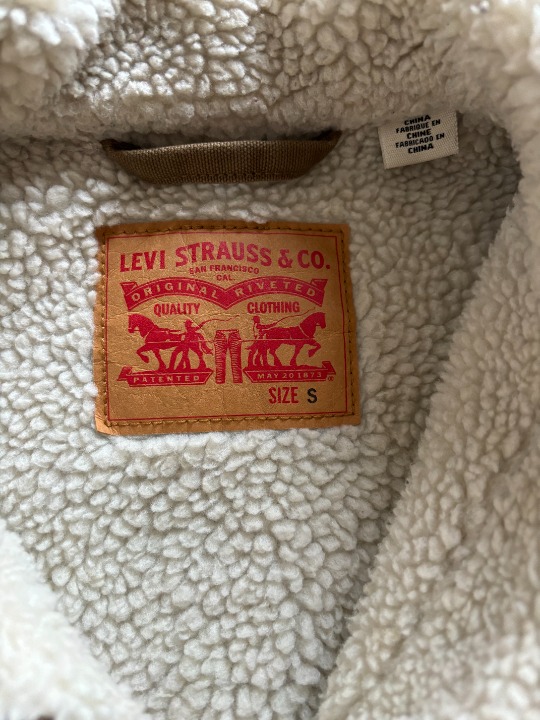 CHINA
FABRIQUE EN
CHINE
FABRICADO EN
CHINA
LEVI STRAUSS & CO.
SAN FRANCISCO
CAL.
ORIGINAL RIVETED
QUALITY CLOTHING
PATENTED MAY 20 1873
SIZE S